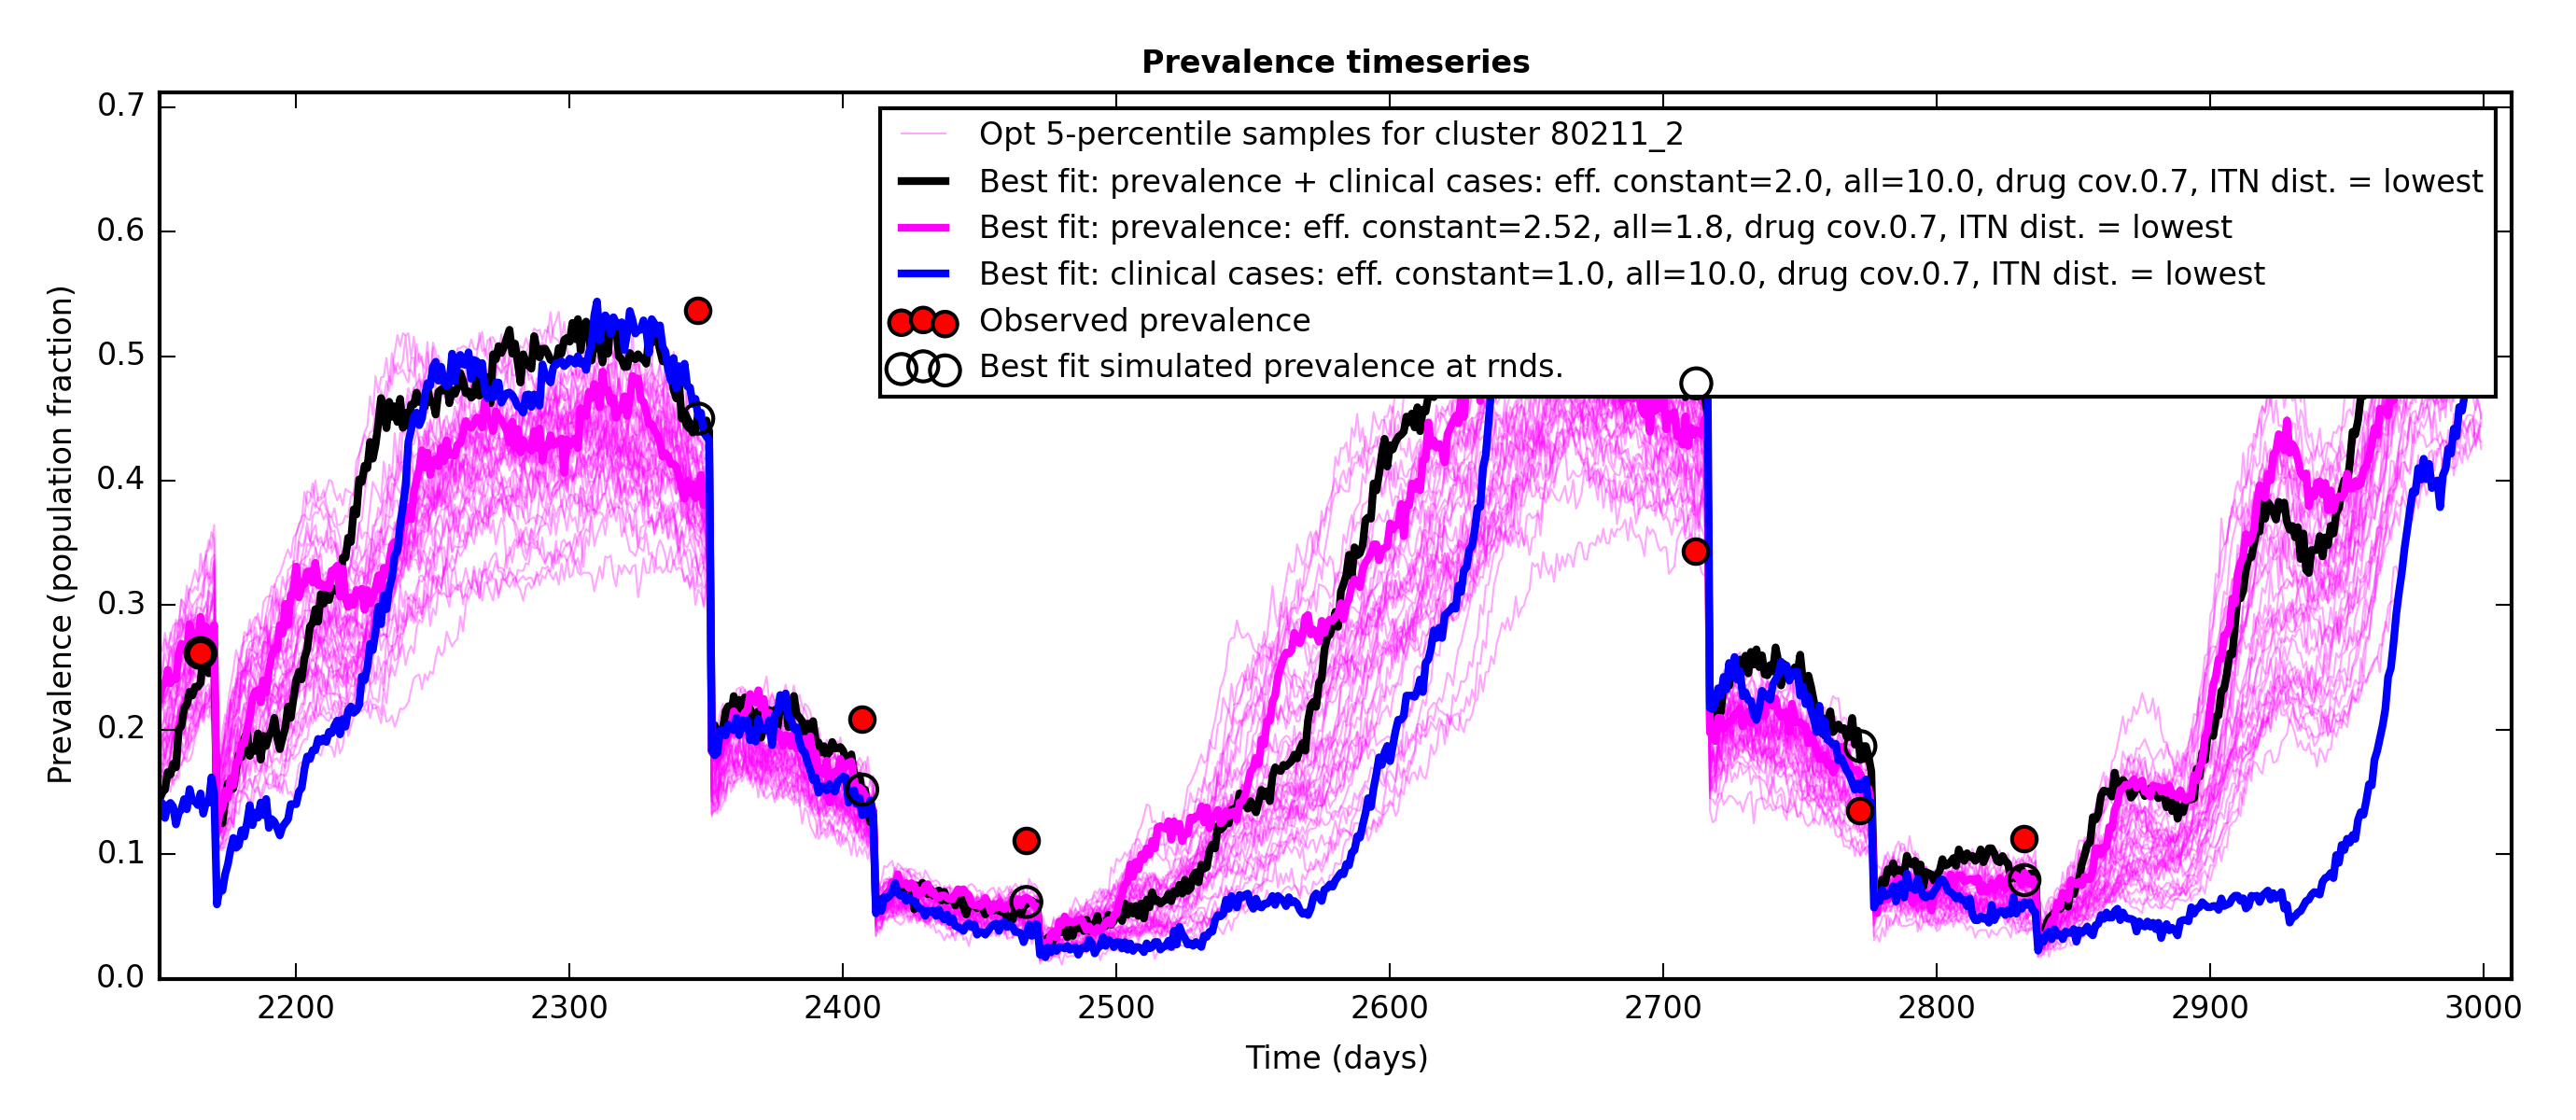 Prevalence timeseries
Prevalence (population fraction)
0.7
0.6
0.5
0.4
0.3
0.2
0.1
0.0
Opt 5-percentile samples for cluster 80211_2
Best fit: prevalence + clinical cases: eff. constant=2.0, all=10.0, drug cov.0.7, ITN dist. = lowest
Best fit: prevalence: eff. constant=2.52, all=1.8, drug cov.0.7, ITN dist. = lowest
Best fit: clinical cases: eff. constant=1.0, all=10.0, drug cov.0.7, ITN dist. = lowest
Observed prevalence
Best fit simulated prevalence at rnds.
2200 2300 2400 2500 2600 2700 2800 2900 3000
Time (days)